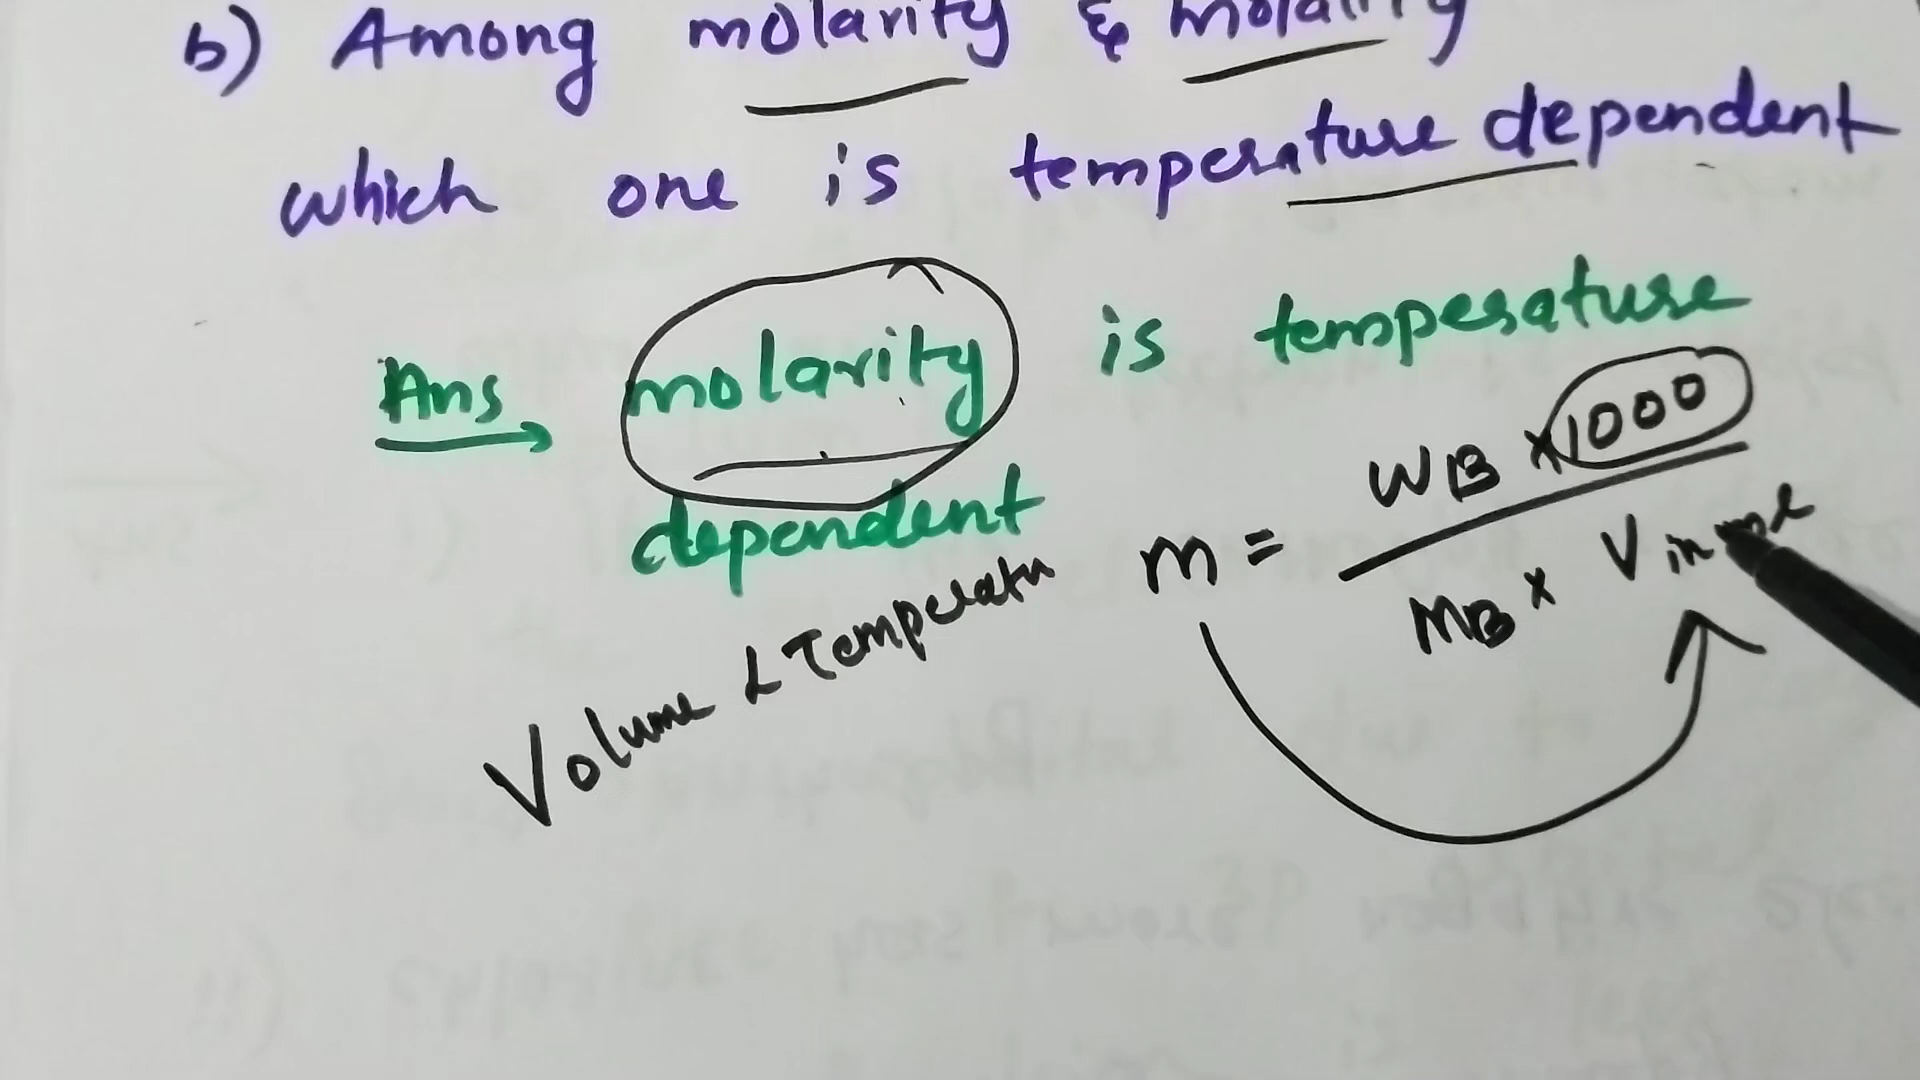 b) Among molarity & molality
which one is temperature dependent
Ans molarity is temperature
dependent
m = WB × 1000
MB × V in ml
Volume & Temperatu